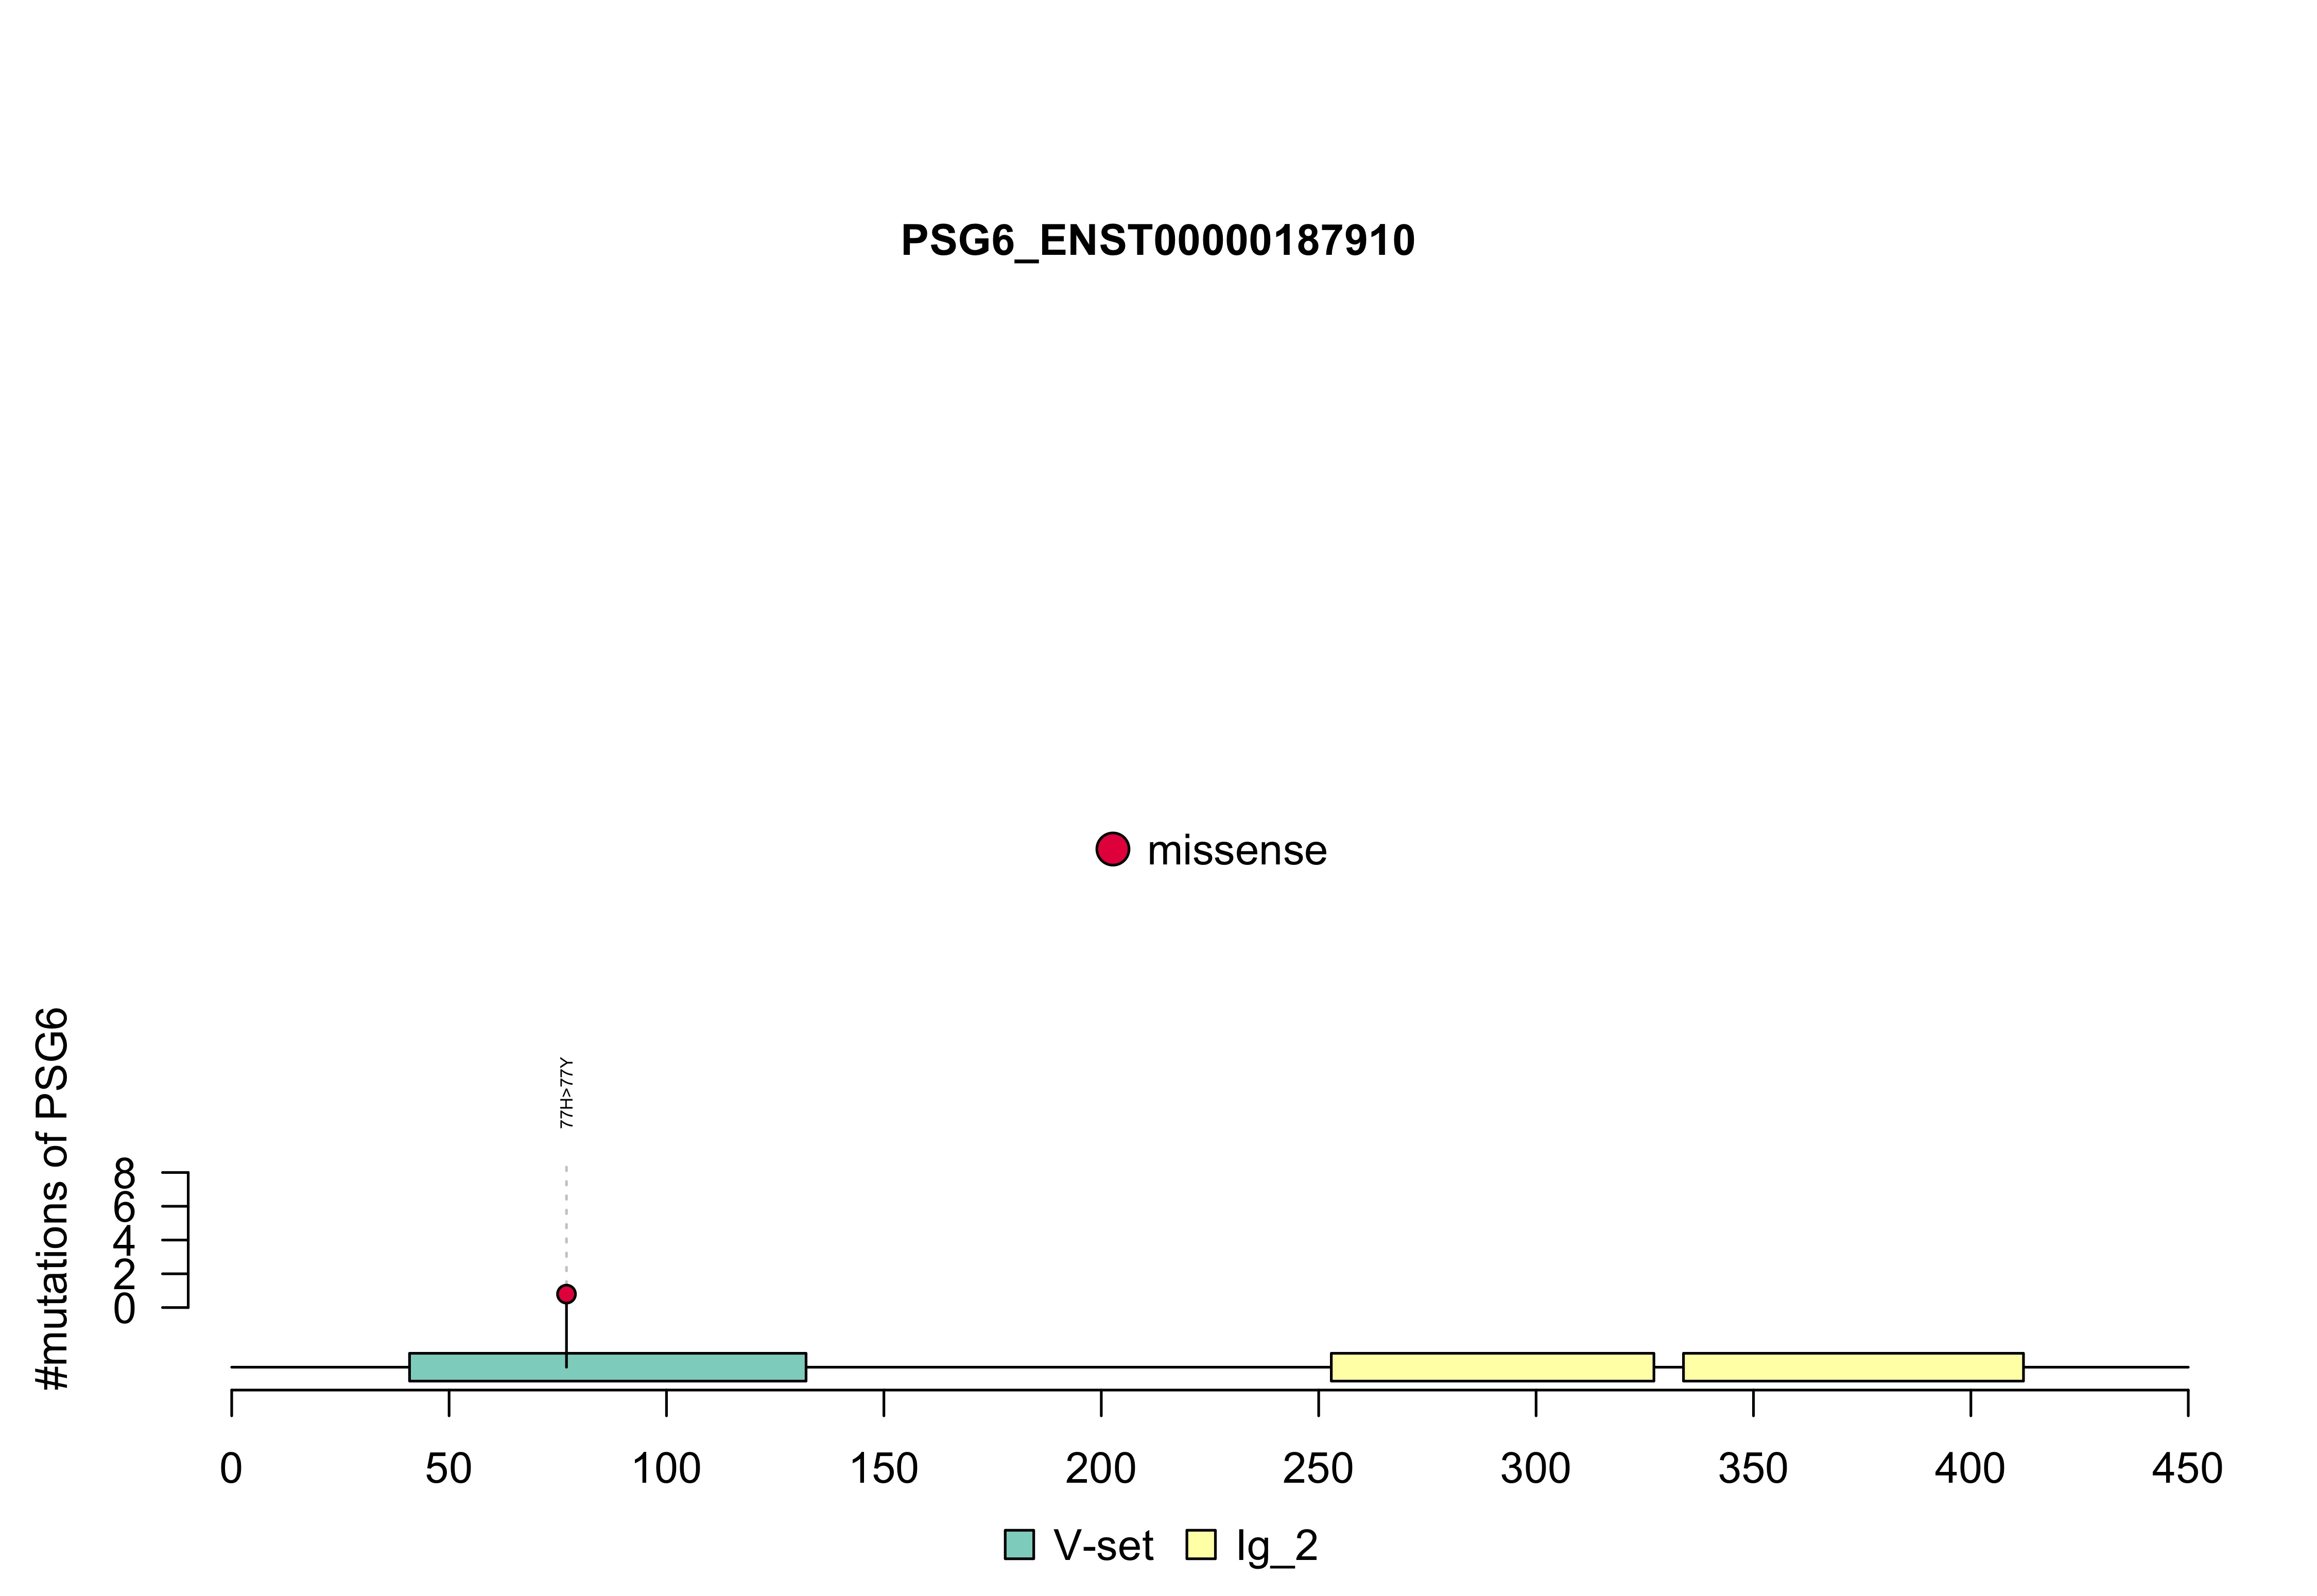 PSG6_ENST00000187910
missense
#mutations of PSG6
77H>77Y
8
6
4
2
0
0 50 100 150 200 250 300 350 400 450
V-set Ig_2